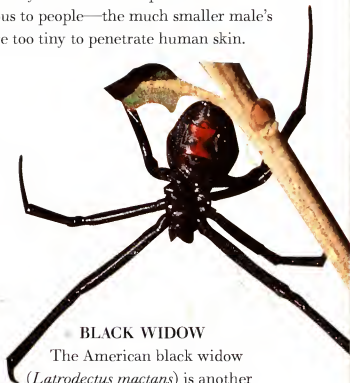 us to people—the much smaller male's
e too tiny to penetrate human skin.
BLACK WIDOW
The American black widow
(Latrodectus mactans) is another